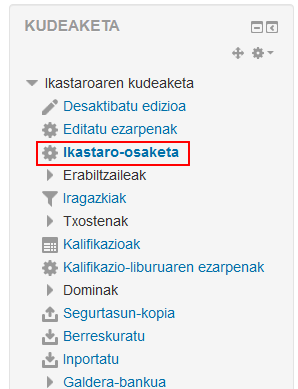 KUDEAKETA
Ikastaroaren kudeaketa
Desaktibatu edizioa
Editatu ezarpenak
Ikastaro-osaketa
Erabiltzaileak
Iragazkiak
Txostenak
Kalifikazioak
Kalifikazio-liburuaren ezarpenak
Dominak
Segurtasun-kopia
Berreskuratu
Inportatu
Galdera-bankua